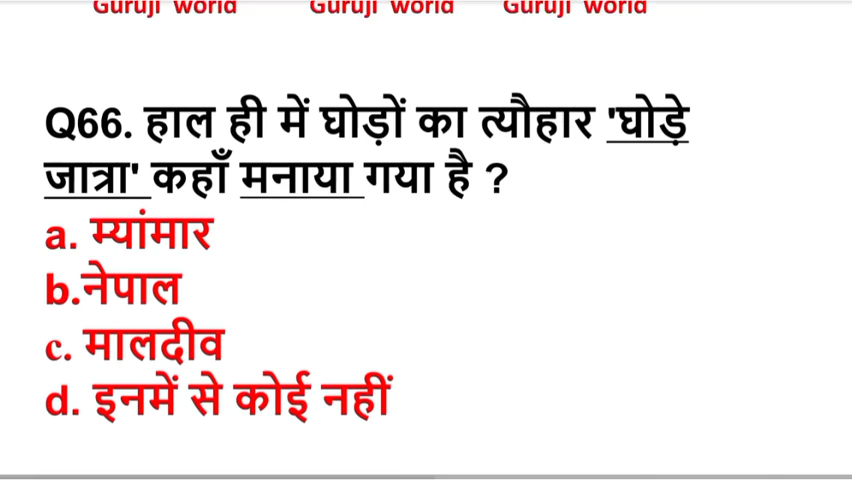 Guruji world Guruji world Guruji world
Q66. हाल ही में घोड़ों का त्यौहार 'घोड़े
जात्रा' कहाँ मनाया गया है ?
a. म्यांमार
b.नेपाल
c. मालदीव
d. इनमें से कोई नहीं